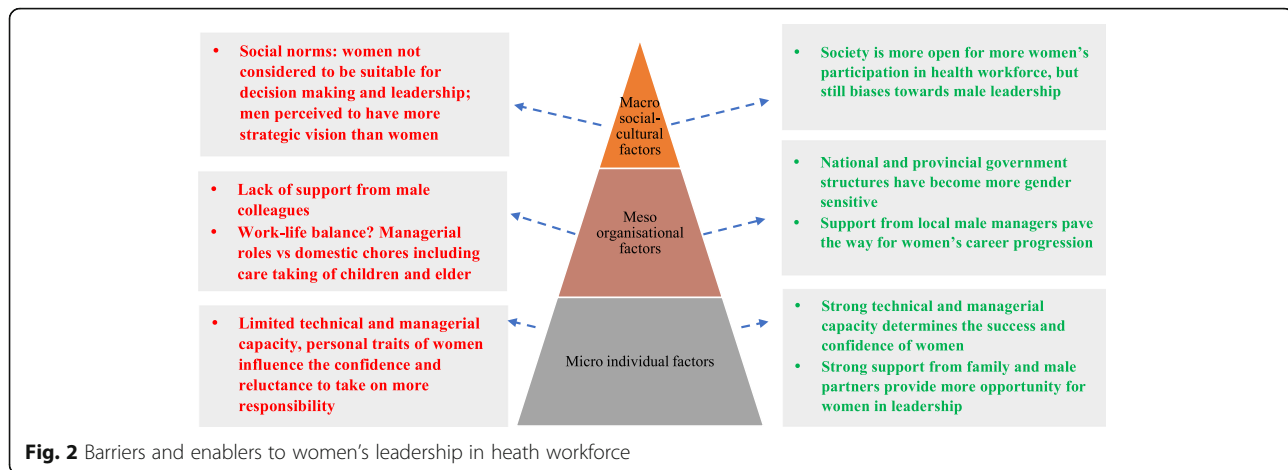 • Social norms: women not
considered to be suitable for
decision making and leadership;
men perceived to have more
strategic vision than women
• Lack of support from male
colleagues
• Work-life balance? Managerial
roles vs domestic chores including
care taking of children and elder
• Limited technical and managerial
capacity, personal traits of women
influence the confidence and
reluctance to take on more
responsibility
Macro
social-
cultural
factors
Meso
organisational
factors
Micro individual factors
• Society is more open for more women’s
participation in health workforce, but
still biases towards male leadership
• National and provincial government
structures have become more gender
sensitive
• Support from local male managers pave
the way for women’s career progression
• Strong technical and managerial
capacity determines the success and
confidence of women
• Strong support from family and male
partners provide more opportunity for
women in leadership
Fig. 2 Barriers and enablers to women’s leadership in heath workforce